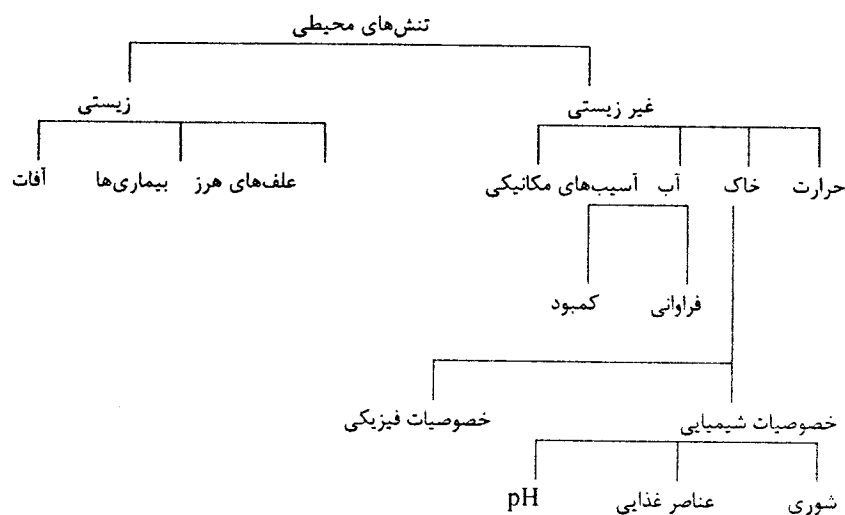 تنش‌های محیطی
غیر زیستی
زیستی
حرارت
خاک
آب
آسیب‌های مکانیکی
علف‌های هرز
بیماری‌ها
آفات
فراوانی
کمبود
خصوصیات شیمیایی
خصوصیات فیزیکی
شوری
عناصر غذایی
pH